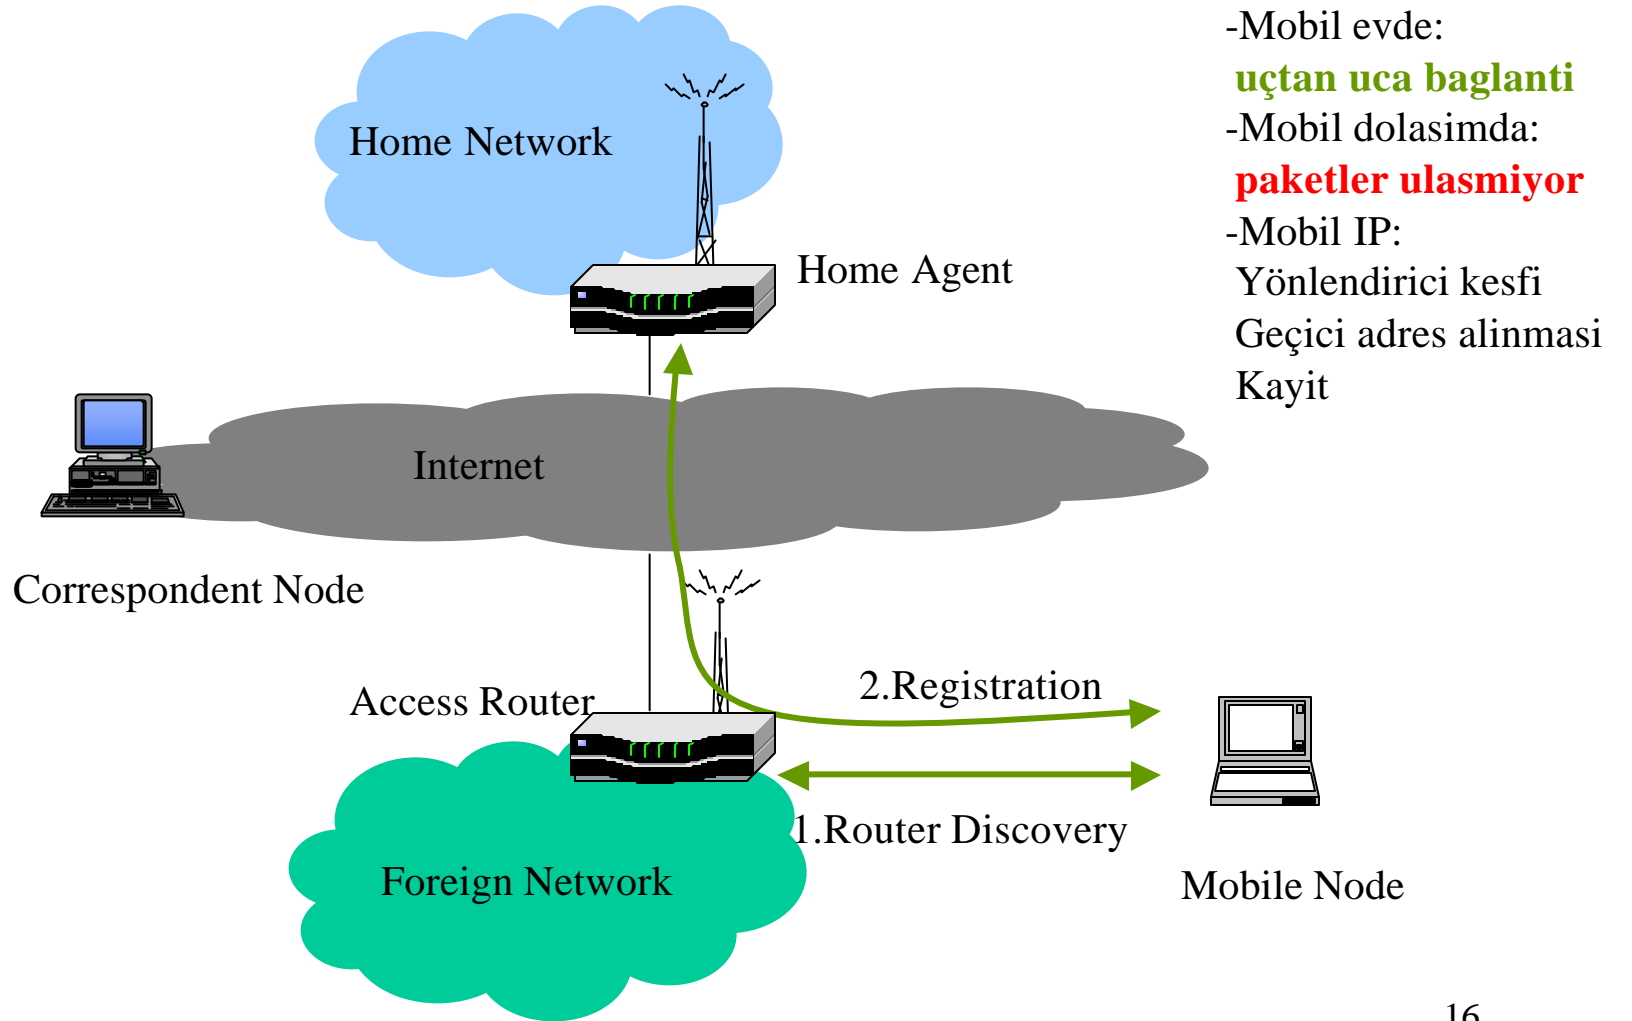 -Mobil evde:
uçtan uca baglanti
-Mobil dolasimda:
paketler ulasmiyor
-Mobil IP:
Yönlendirici kesfi
Geçici adres alinmasi
Kayit
Home Network
Home Agent
Internet
Correspondent Node
Access Router
2.Registration
1.Router Discovery
Foreign Network
Mobile Node
16